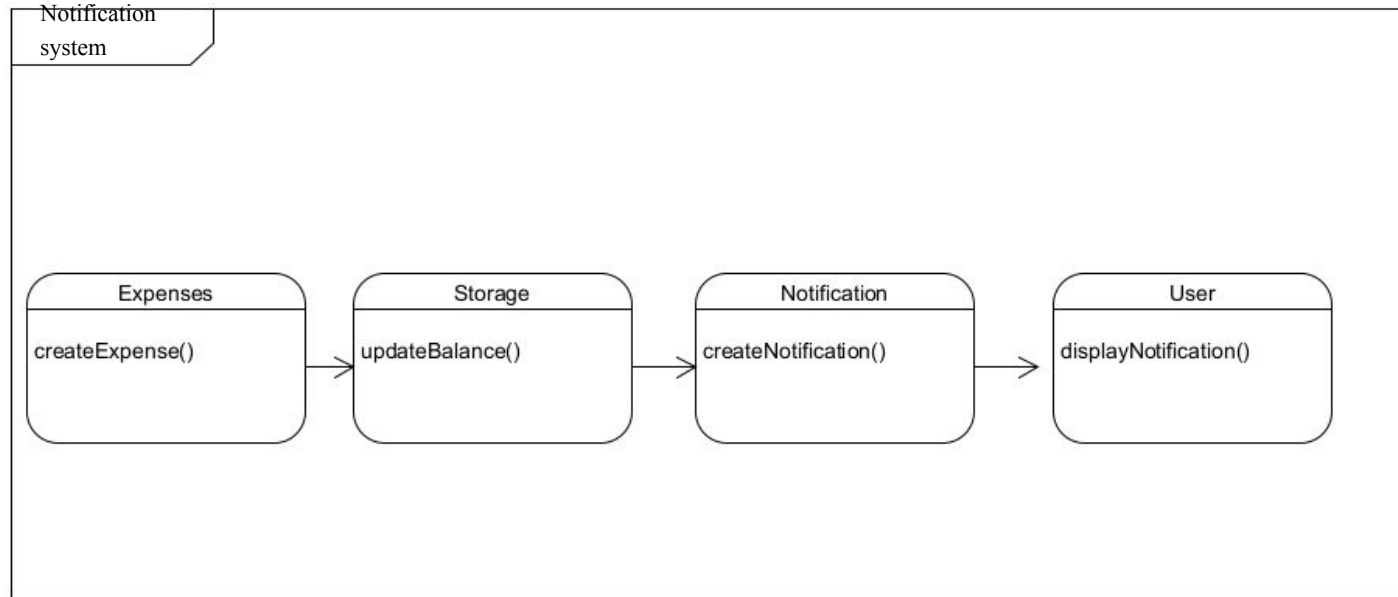 Notification
system
Expenses
createExpense()
Storage
updateBalance()
Notification
createNotification()
User
displayNotification()